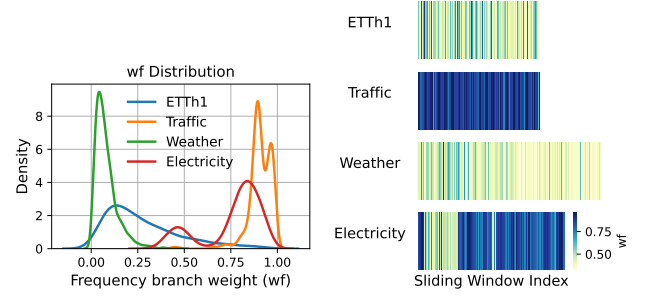 wf Distribution
Density
8
6
4
2
0
0.00 0.25 0.50 0.75 1.00
Frequency branch weight (wf)
ETTh1
Traffic
Weather
Electricity
ETTh1
Traffic
Weather
Electricity
Sliding Window Index
0.75
0.50
wf